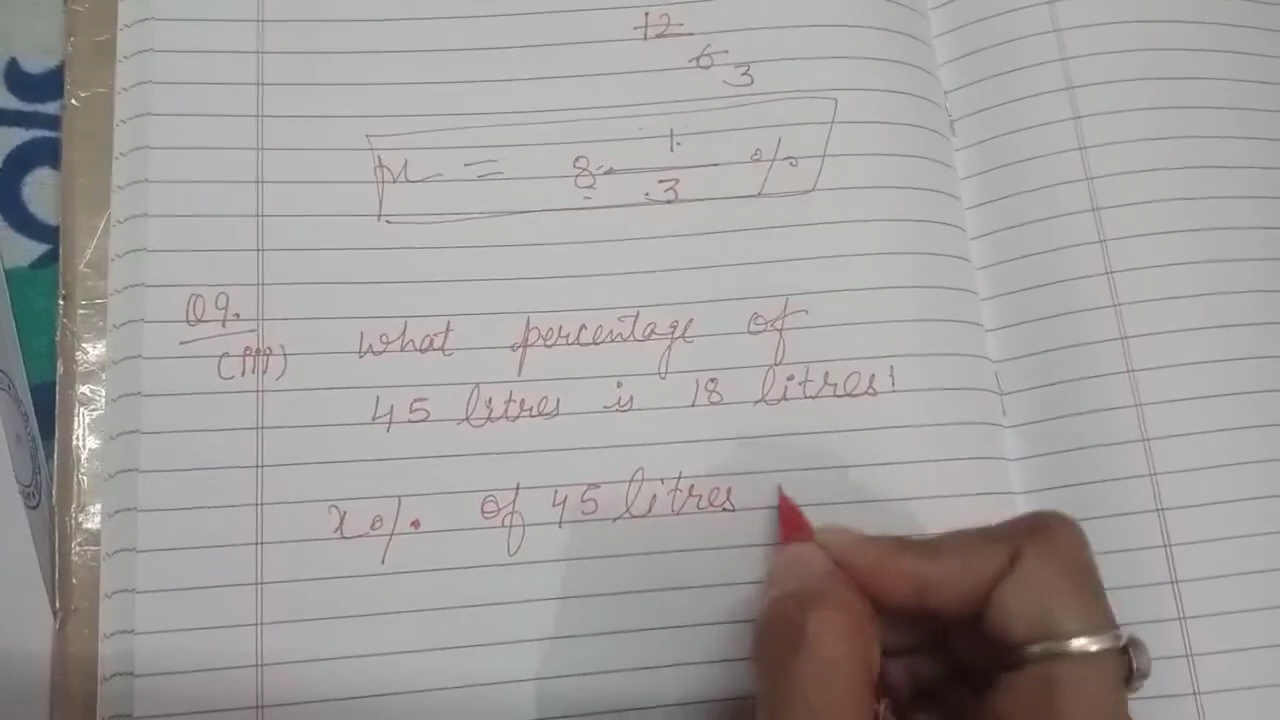 12
6 3
x = 8 1/3 %
Q9.
(iii) What percentage of
45 litres is 18 litres!
x% of 45 litres